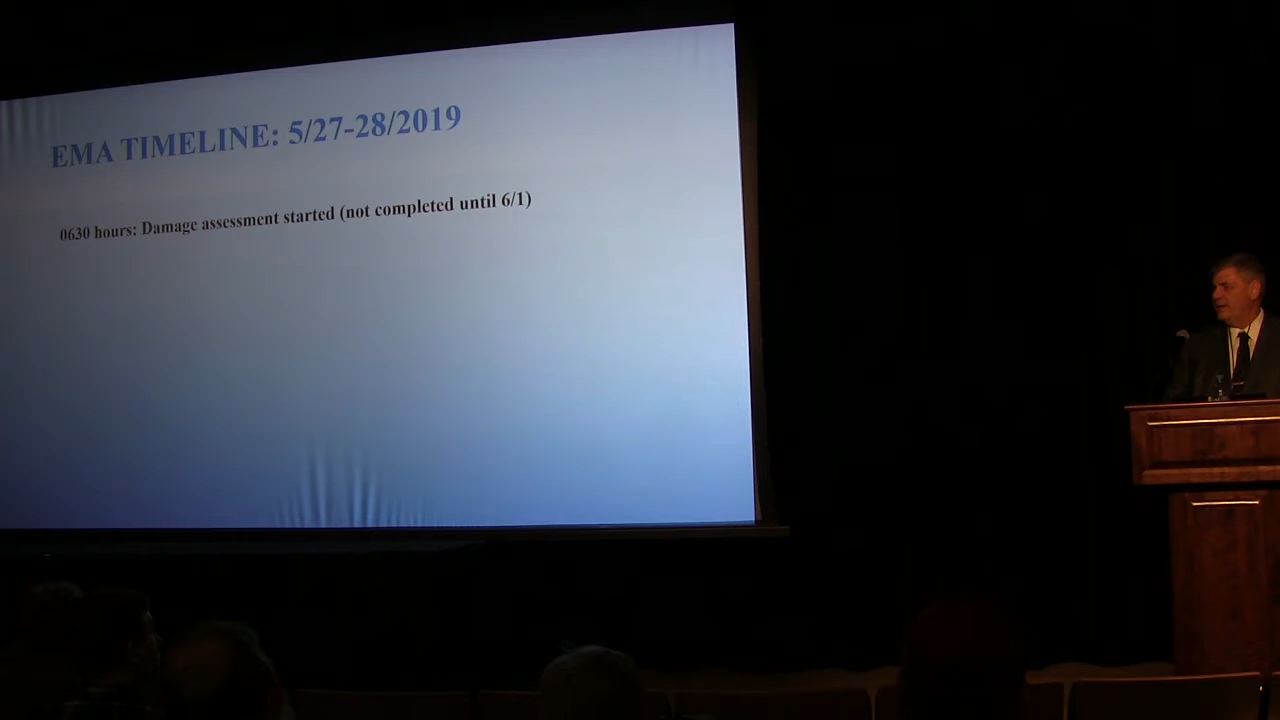 EMA TIMELINE: 5/27-28/2019
0630 hours: Damage assessment started (not completed until 6/1)